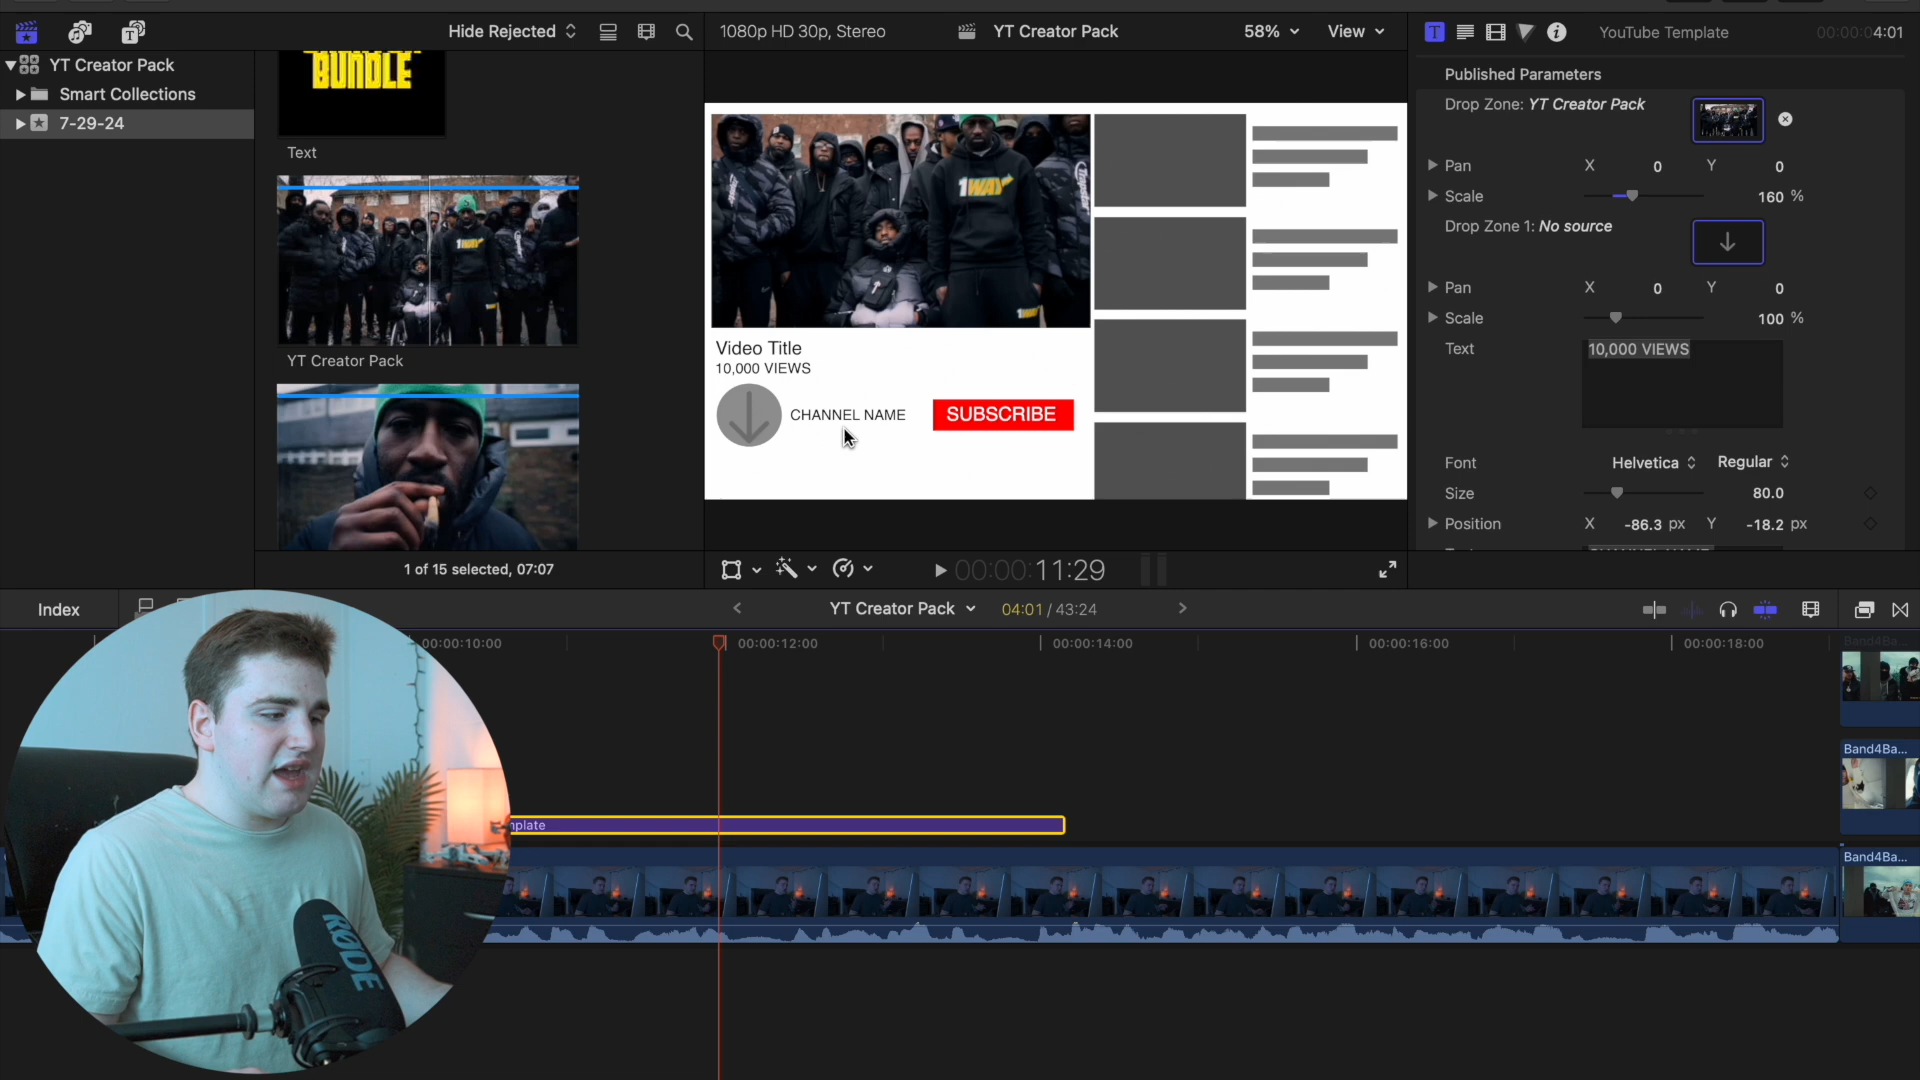 Hide Rejected
1080p HD 30p, Stereo
YT Creator Pack
58%
View
YouTube Template
00:00:04:01
YT Creator Pack
Smart Collections
7-29-24
BUNDLE
Text
YT Creator Pack
1 of 15 selected, 07:07
1WAY
Video Title
10,000 VIEWS
CHANNEL NAME
SUBSCRIBE
Published Parameters
Drop Zone: YT Creator Pack
Pan X 0 Y 0
Scale 160 %
Drop Zone 1: No source
Pan X 0 Y 0
Scale 100 %
Text 10,000 VIEWS
Font Helvetica Regular
Size 80.0
Position X -86.3 px Y -18.2 px
00:00:11:29
Index
YT Creator Pack
04:01 / 43:24
00:00:10:00
00:00:12:00
00:00:14:00
00:00:16:00
00:00:18:00
Band4Ba...
Band4Ba...
Band4Ba...
mplate
RØDE